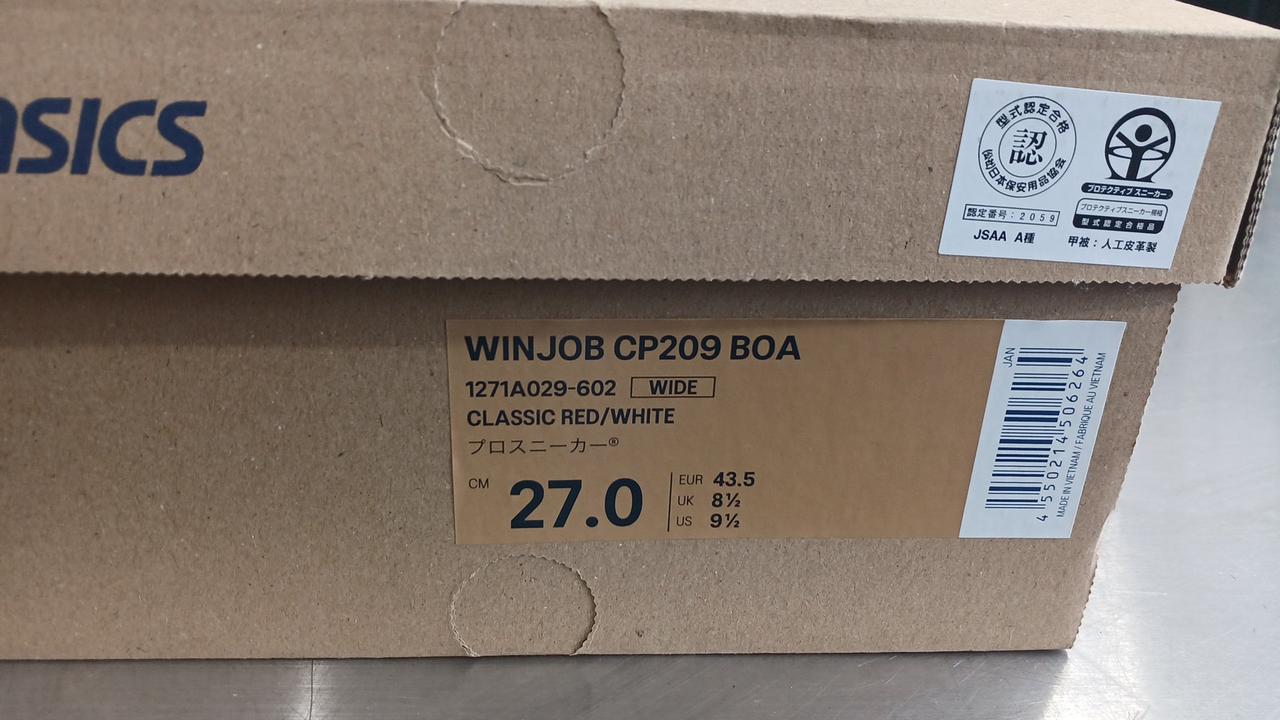 ASICS
型式認定合格
認
(公社)日本保安用品協会
認定番号:2059
JSAA A種
プロテクティブ スニーカー
プロテクティブスニーカー規格
型式認定合格品
甲被:人工皮革製
WINJOB CP209 BOA
1271A029-602 WIDE
CLASSIC RED/WHITE
プロスニーカー®
CM 27.0
EUR 43.5
UK 8½
US 9½
JAN
4550214506264
MADE IN VIETNAM / FABRIQUE AU VIETNAM